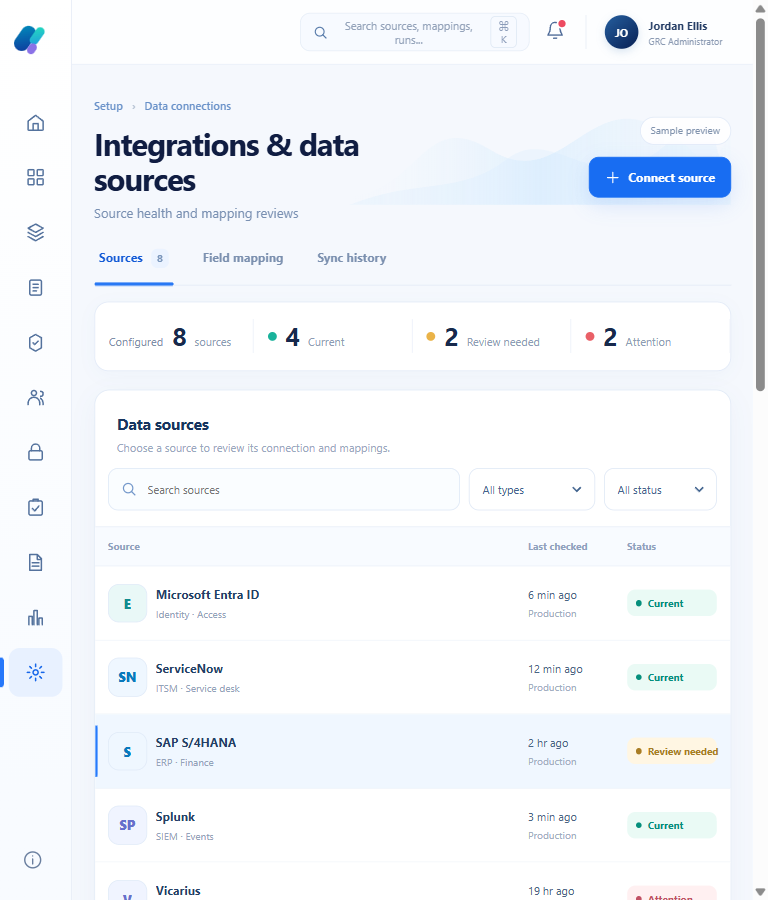 Search sources, mappings,
runs...
⌘
K
JO
Jordan Ellis
GRC Administrator
Setup › Data connections
Sample preview
Integrations & data
sources
Connect source
Source health and mapping reviews
Sources 8 Field mapping Sync history
Configured 8 sources 4 Current 2 Review needed 2 Attention
Data sources
Choose a source to review its connection and mappings.
Search sources All types All status
Source Last checked Status
E Microsoft Entra ID 6 min ago Current
Identity · Access Production
SN ServiceNow 12 min ago Current
ITSM · Service desk Production
S SAP S/4HANA 2 hr ago Review needed
ERP · Finance Production
SP Splunk 3 min ago Current
SIEM · Events Production
V Vicarius 19 hr ago Attention